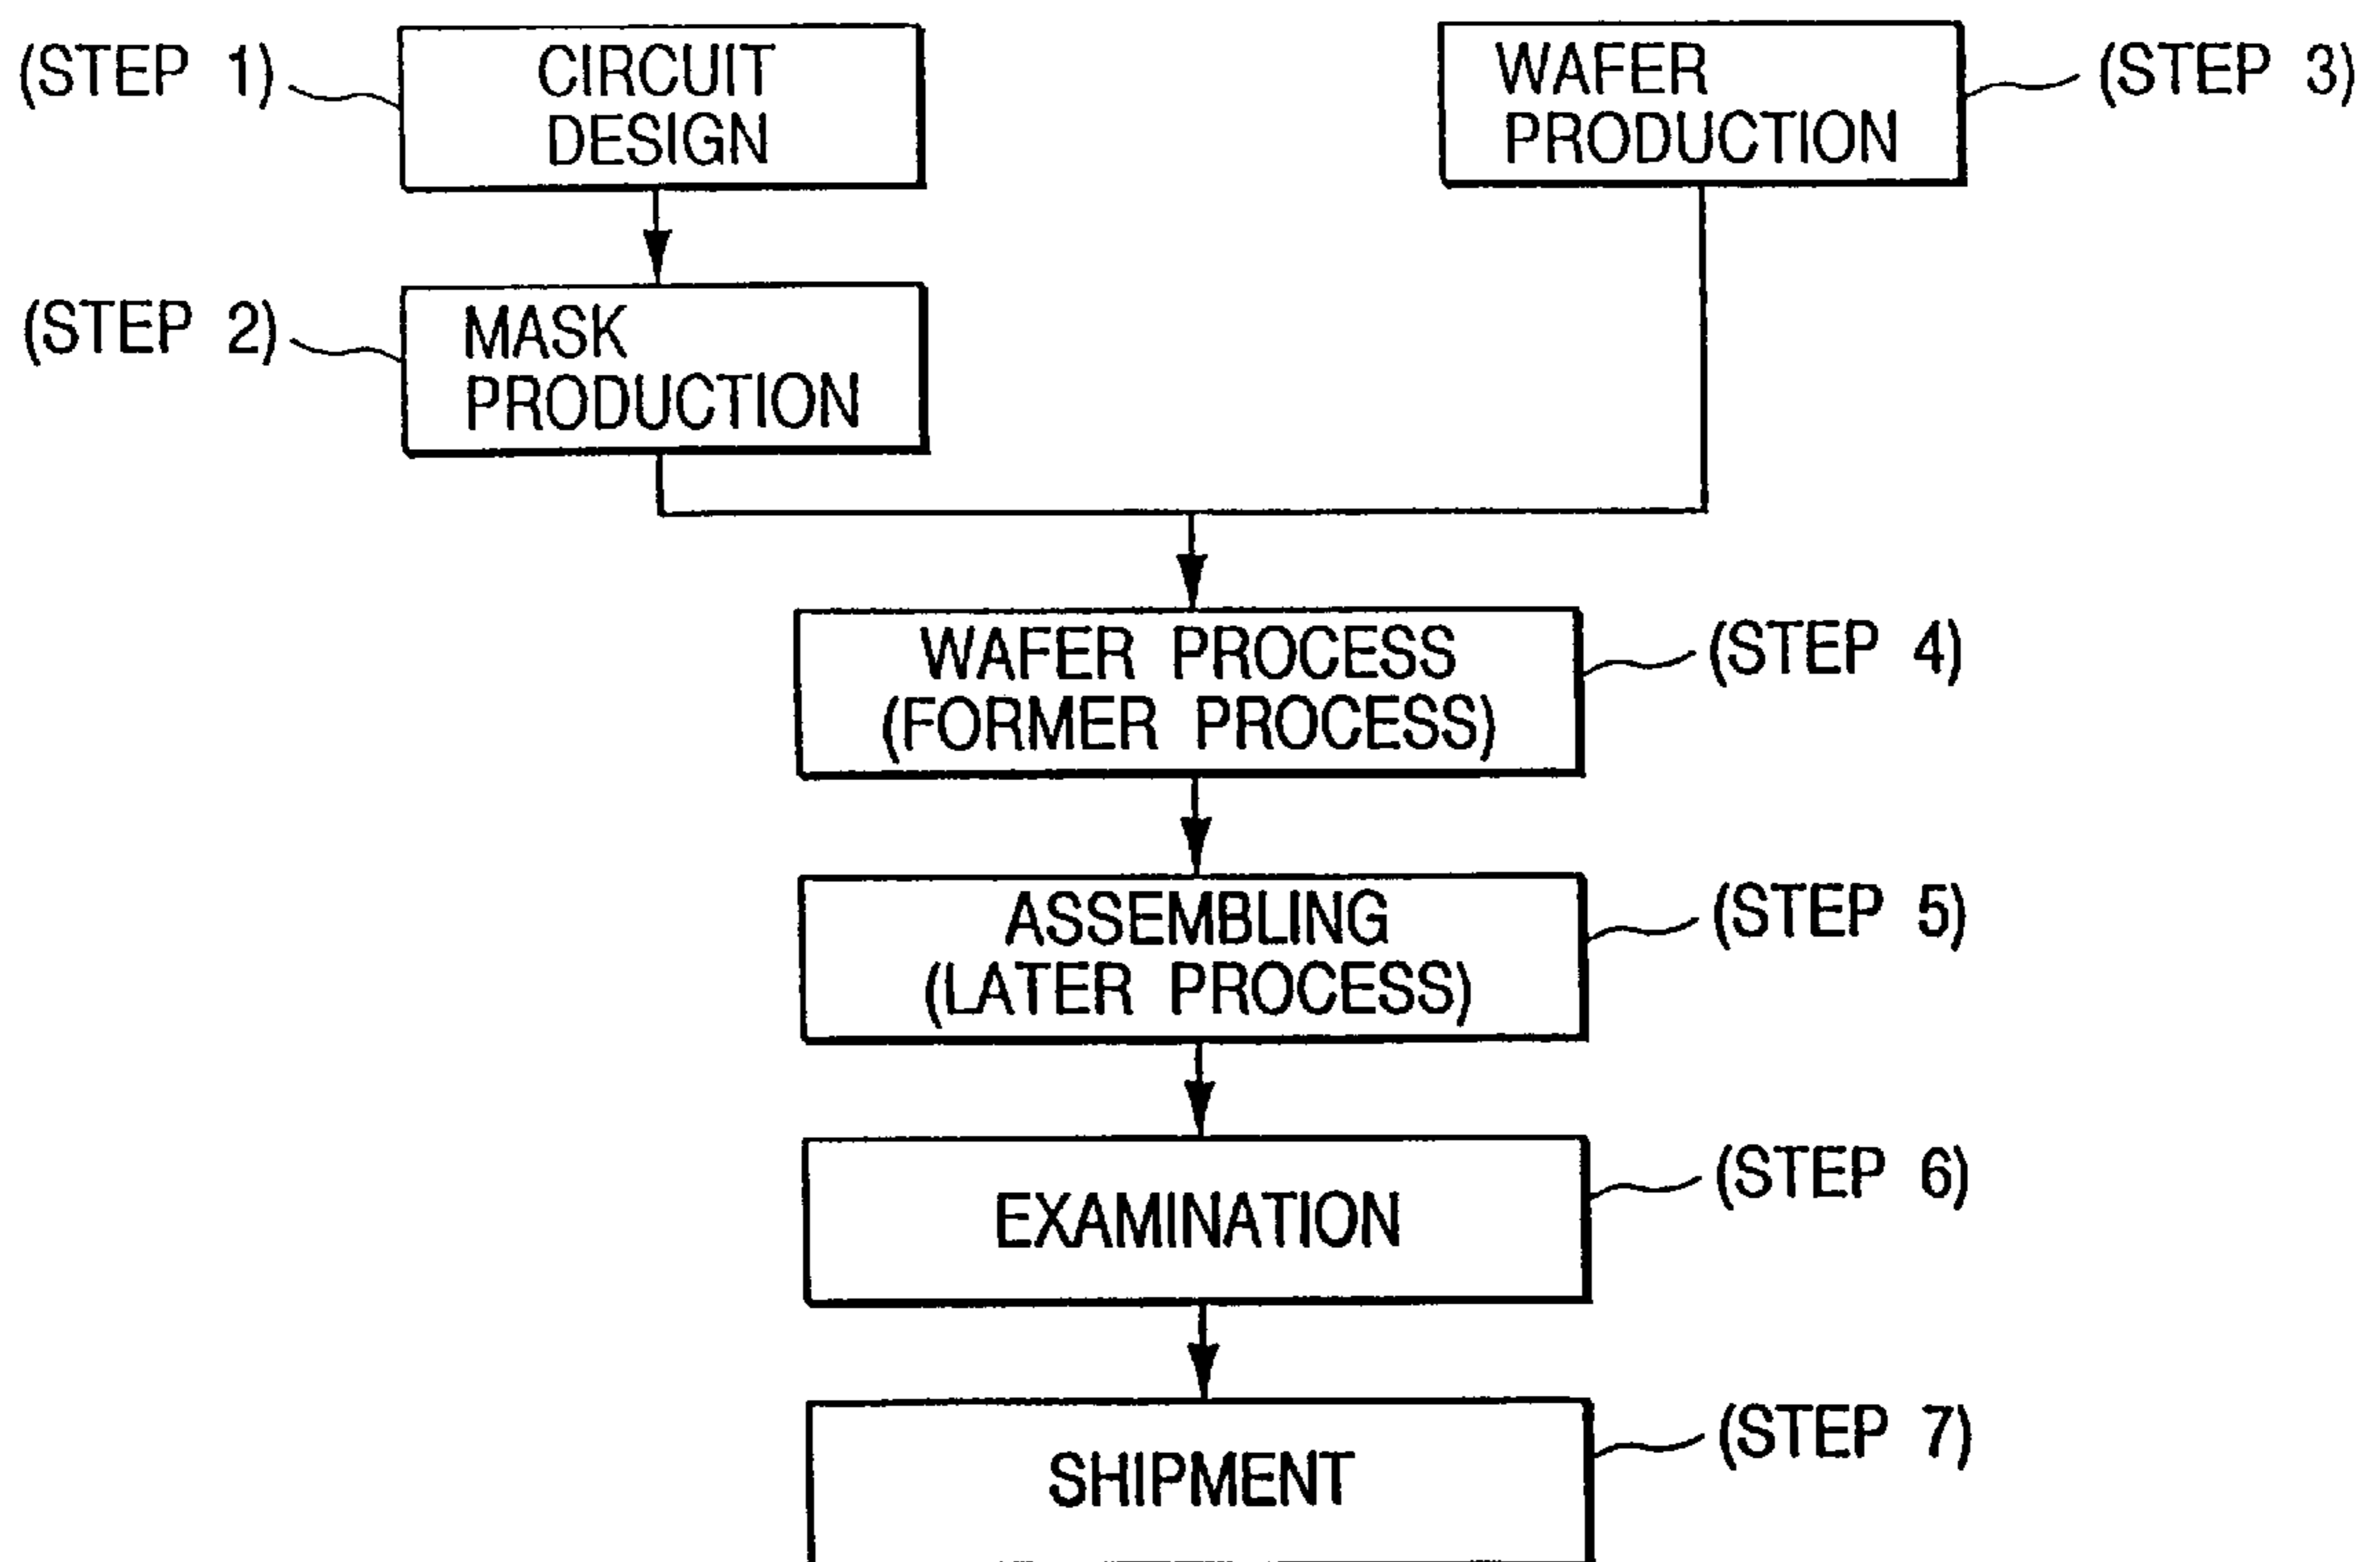 (STEP 1)
CIRCUIT
DESIGN
WAFER
PRODUCTION
(STEP 3)
(STEP 2)
MASK
PRODUCTION
WAFER PROCESS
(FORMER PROCESS)
(STEP 4)
ASSEMBLING
(LATER PROCESS)
(STEP 5)
EXAMINATION
(STEP 6)
SHIPMENT
(STEP 7)